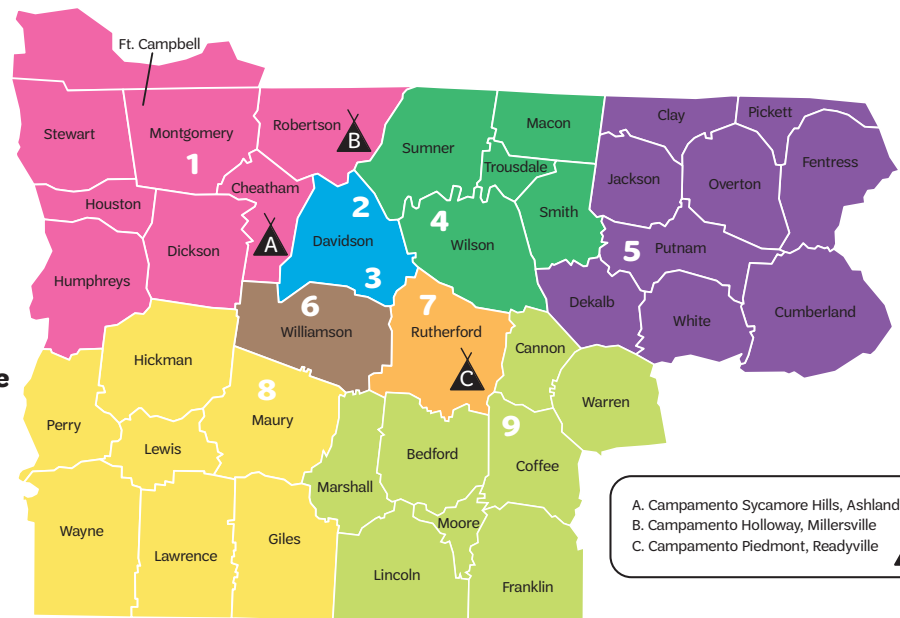 Ft. Campbell
Stewart
Montgomery
1
Robertson
B
Houston
Cheatham
Dickson
A
Humphreys
2
Davidson
3
Sumner
Macon
Trousdale
4
Wilson
Smith
Clay
Pickett
Jackson
Overton
Fentress
5
Putnam
Dekalb
White
Cumberland
6
Williamson
7
Rutherford
C
Hickman
8
Maury
Perry
Lewis
Wayne
Lawrence
Giles
Cannon
Warren
9
Bedford
Coffee
Marshall
Moore
Lincoln
Franklin
e
A. Campamento Sycamore Hills, Ashland
B. Campamento Holloway, Millersville
C. Campamento Piedmont, Readyville